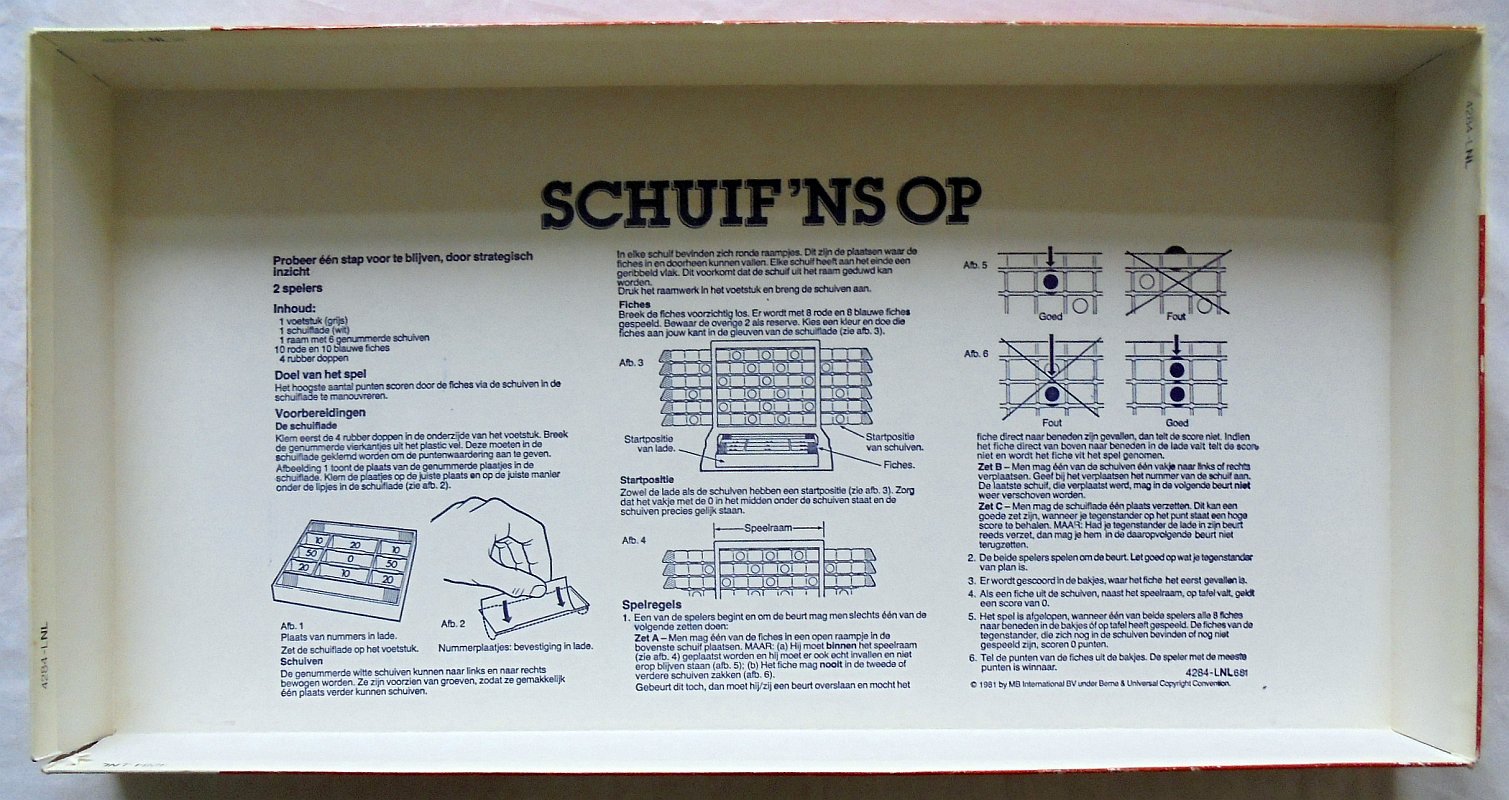 SCHUIF'NS OP
Probeer één stap voor te blijven, door strategisch
inzicht
2 spelers
Inhoud:
1 voetstuk (grijs)
1 schuiflade (wit)
1 raam met 6 genummerde schuiven
10 rode en 10 blauwe fiches
4 rubber doppen
Doel van het spel
Het hoogste aantal punten scoren door de fiches via de schuiven in de
schuiflade te manouvreren.
Voorbereidingen
De schuiflade
Klem eerst de 4 rubber doppen in de onderzijde van het voetstuk. Breek
de genummerde vierkantjes uit het plastic vel. Deze moeten in de
schuiflade geklemd worden om de puntenwaardering aan te geven.
Afbeelding 1 toont de plaats van de genummerde plaatjes in de
schuiflade. Klem de plaatjes op de juiste plaats en op de juiste manier
onder de lipjes in de schuiflade (zie afb. 2).
10 20 10
50 0 50
20 10 20
Afb. 1
Plaats van nummers in lade.
Zet de schuiflade op het voetstuk.
Afb. 2
Nummerplaatjes: bevestiging in lade.
Schuiven
De genummerde witte schuiven kunnen naar links en naar rechts
bewogen worden. Ze zijn voorzien van groeven, zodat ze gemakkelijk
één plaats verder kunnen schuiven.
In elke schuif bevinden zich ronde raampjes. Dit zijn de plaatsen waar de
fiches in en doorheen kunnen vallen. Elke schuif heeft aan het einde een
geribbeld vlak. Dit voorkomt dat de schuif uit het raam geduwd kan
worden.
Druk het raamwerk in het voetstuk en breng de schuiven aan.
Fiches
Breek de fiches voorzichtig los. Er wordt met 8 rode en 8 blauwe fiches
gespeeld. Bewaar de overige 2 als reserve. Kies een kleur en doe die
fiches aan jouw kant in de gleuven van de schuiflade (zie afb. 3).
Afb. 3
Startpositie
van lade.
Startpositie
van schuiven.
Fiches.
Startpositie
Zowel de lade als de schuiven hebben een startpositie (zie afb. 3). Zorg
dat het vakje met de 0 in het midden onder de schuiven staat en de
schuiven precies gelijk staan.
Speelraam
Afb. 4
Spelregels
1. Een van de spelers begint en om de beurt mag men slechts één van de
volgende zetten doen:
Zet A – Men mag één van de fiches in een open raampje in de
bovenste schuif plaatsen. MAAR: (a) Hij moet binnen het speelraam
(zie afb. 4) geplaatst worden en hij moet er ook echt invallen en niet
erop blijven staan (afb. 5); (b) Het fiche mag nooit in de tweede of
verdere schuiven zakken (afb. 6).
Gebeurt dit toch, dan moet hij/zij een beurt overslaan en mocht het
Afb. 5
Goed
Fout
Afb. 6
Fout
Goed
fiche direct naar beneden zijn gevallen, dan telt de score niet. Indien
het fiche direct van boven naar beneden in de lade valt telt de score
niet en wordt het fiche vit het spel genomen.
Zet B – Men mag één van de schuiven één vakje naar links of rechts
verplaatsen. Geef bij het verplaatsen het nummer van de schuif aan.
De laatste schuif, die verplaatst werd, mag in de volgende beurt niet
weer verschoven worden.
Zet C – Men mag de schuiflade één plaats verzetten. Dit kan een
goede zet zijn, wanneer je tegenstander op het punt staat een hoge
score te behalen. MAAR: Had je tegenstander de lade in zijn beurt
reeds verzet, dan mag je hem in de daaropvolgende beurt niet
terugzetten.
2. De beide spelers spelen om de beurt. Let goed op wat je tegenstander
van plan is.
3. Er wordt gescoord in de bakjes, waar het fiche het eerst gevallen is.
4. Als een fiche uit de schuiven, naast het speelraam, op tafel valt, geldt
een score van 0.
5. Het spel is afgelopen, wanneer één van beide spelers alle 8 fiches
naar beneden in de bakjes óf op tafel heeft gespeeld. De fiches van de
tegenstander, die zich nog in de schuiven bevinden of nog niet
gespeeld zijn, scoren 0 punten.
6. Tel de punten van de fiches uit de bakjes. De speler met de meeste
punten is winnaar.
4284-LNL681
© 1981 by MB International BV under Berne & Universal Copyright Convention.
4284-LNL
4284-LNL